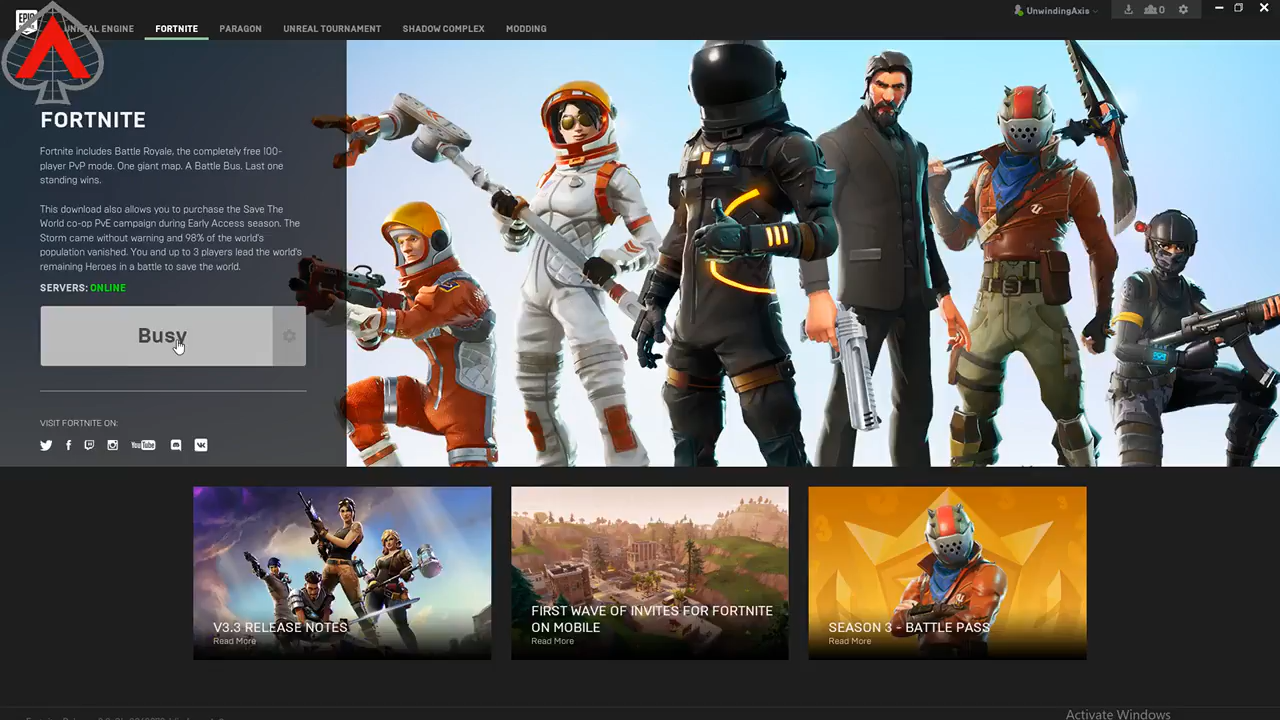 UnwindingAxis
0
EPIC
REAL ENGINE
FORTNITE
PARAGON
UNREAL TOURNAMENT
SHADOW COMPLEX
MODDING
FORTNITE
Fortnite includes Battle Royale, the completely free 100-
player PvP mode. One giant map. A Battle Bus. Last one
standing wins.
This download also allows you to purchase the Save The
World co-op PvE campaign during Early Access season. The
Storm came without warning and 98% of the world's
population vanished. You and up to 3 players lead the world's
remaining Heroes in a battle to save the world.
SERVERS: ONLINE
Busy
VISIT FORTNITE ON:
You Tube
V3.3 RELEASE NOTES
Read More
FIRST WAVE OF INVITES FOR FORTNITE
ON MOBILE
Read More
SEASON 3 - BATTLE PASS
Read More
Activate Windows